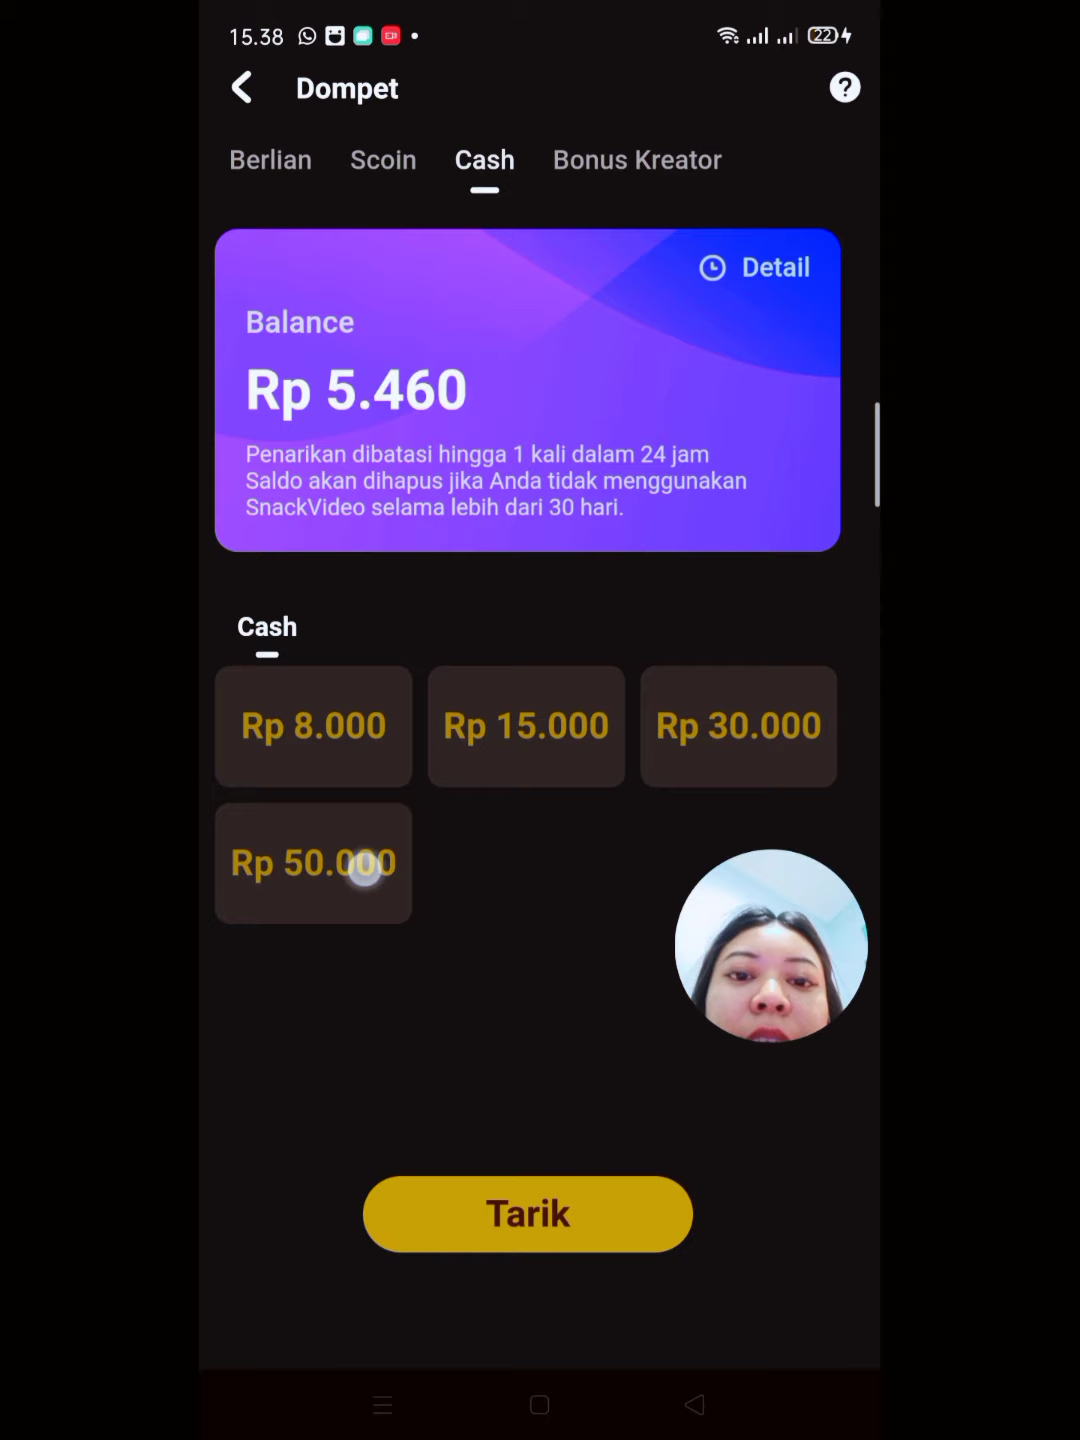 15.38
22
Dompet
?
Berlian Scoin Cash Bonus Kreator
Detail
Balance
Rp 5.460
Penarikan dibatasi hingga 1 kali dalam 24 jam
Saldo akan dihapus jika Anda tidak menggunakan
SnackVideo selama lebih dari 30 hari.
Cash
Rp 8.000 Rp 15.000 Rp 30.000
Rp 50.000
Tarik